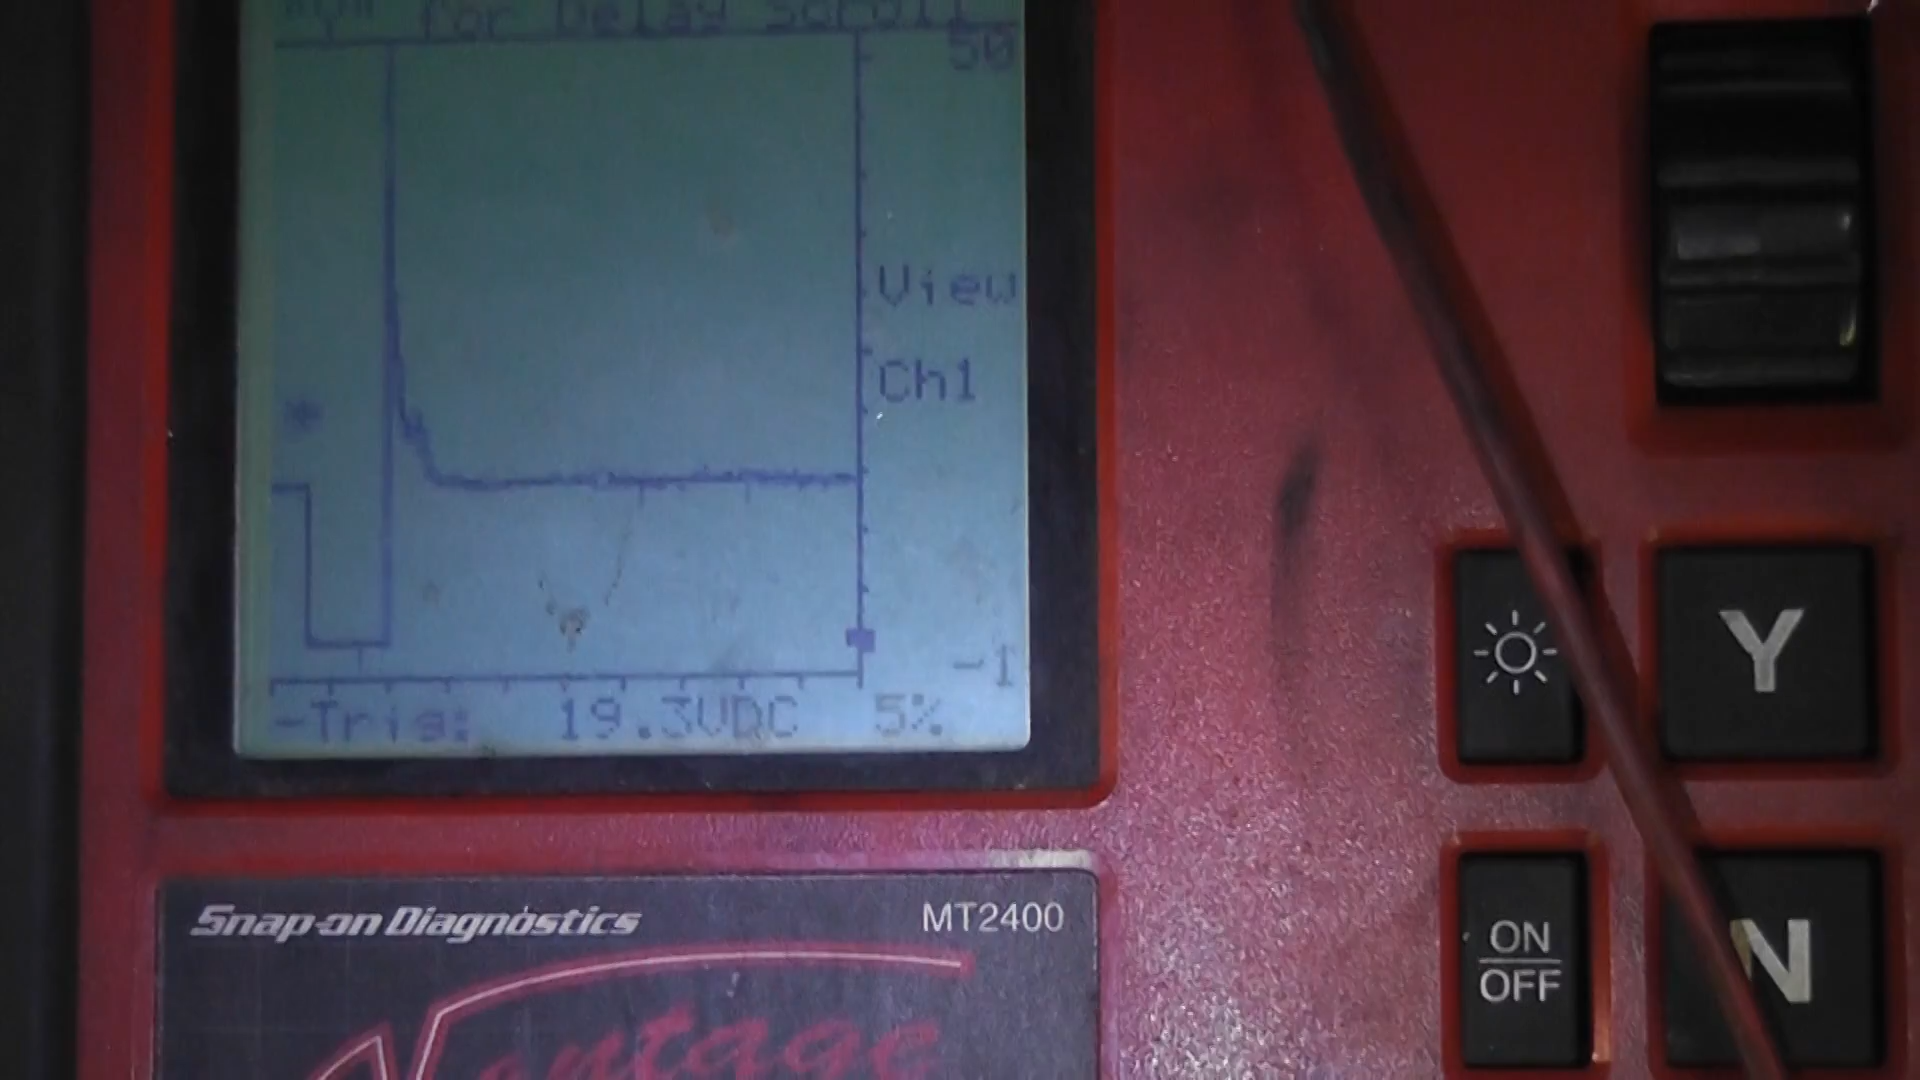 "Y" for Delay Scroll
50
View
Ch1
-1
-Trig: 19.3VDC 5%
Snap-on Diagnostics MT2400
Vantage
Y
ON
OFF
N